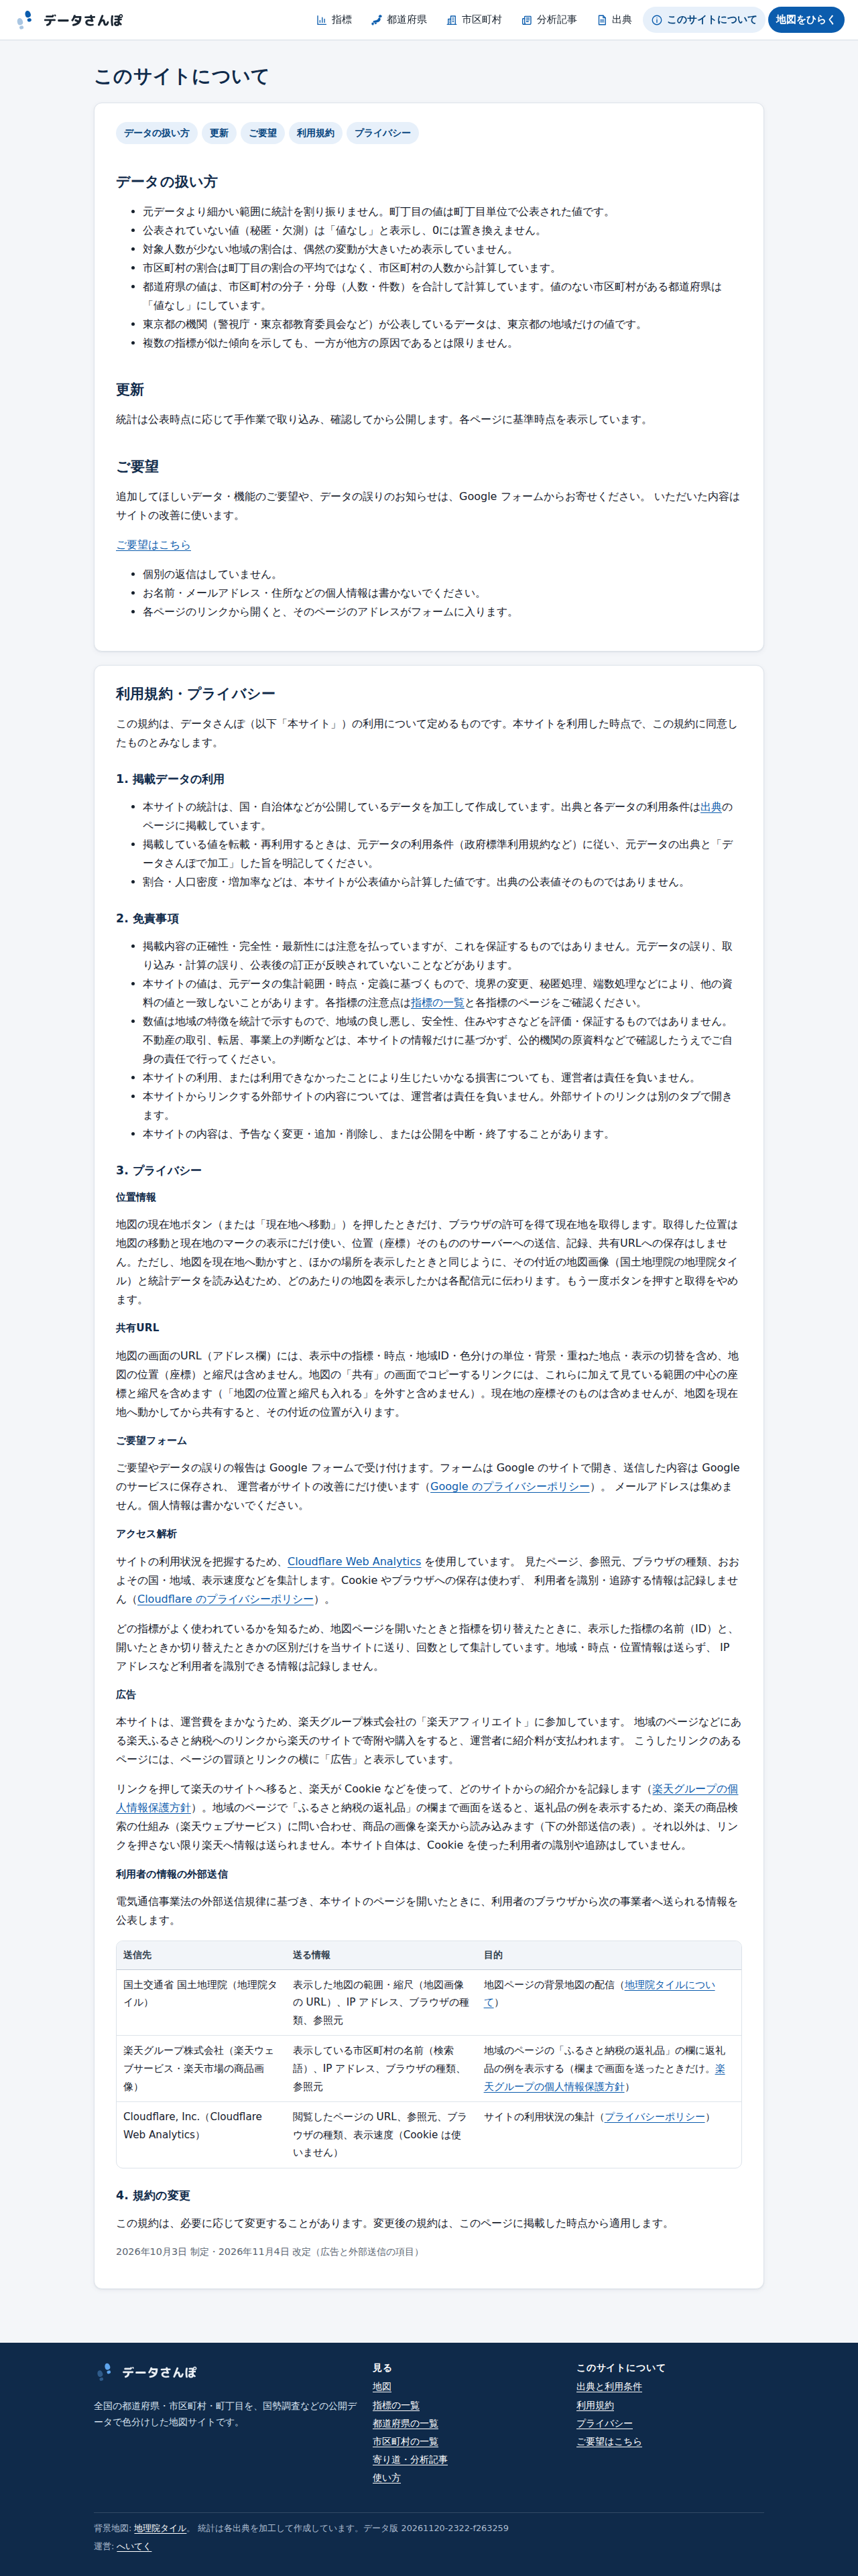 データさんぽ
指標
都道府県
市区町村
分析記事
出典
このサイトについて
地図をひらく
このサイトについて
データの扱い方
更新
ご要望
利用規約
プライバシー
データの扱い方
• 元データより細かい範囲に統計を割り振りません。町丁目の値は町丁目単位で公表された値です。
• 公表されていない値（秘匿・欠測）は「値なし」と表示し、0には置き換えません。
• 対象人数が少ない地域の割合は、偶然の変動が大きいため表示していません。
• 市区町村の割合は町丁目の割合の平均ではなく、市区町村の人数から計算しています。
• 都道府県の値は、市区町村の分子・分母（人数・件数）を合計して計算しています。値のない市区町村がある都道府県は
「値なし」にしています。
• 東京都の機関（警視庁・東京都教育委員会など）が公表しているデータは、東京都の地域だけの値です。
• 複数の指標が似た傾向を示しても、一方が他方の原因であるとは限りません。
更新
統計は公表時点に応じて手作業で取り込み、確認してから公開します。各ページに基準時点を表示しています。
ご要望
追加してほしいデータ・機能のご要望や、データの誤りのお知らせは、Google フォームからお寄せください。 いただいた内容は
サイトの改善に使います。
ご要望はこちら
• 個別の返信はしていません。
• お名前・メールアドレス・住所などの個人情報は書かないでください。
• 各ページのリンクから開くと、そのページのアドレスがフォームに入ります。
利用規約・プライバシー
この規約は、データさんぽ（以下「本サイト」）の利用について定めるものです。本サイトを利用した時点で、この規約に同意し
たものとみなします。
1. 掲載データの利用
• 本サイトの統計は、国・自治体などが公開しているデータを加工して作成しています。出典と各データの利用条件は出典の
ページに掲載しています。
• 掲載している値を転載・再利用するときは、元データの利用条件（政府標準利用規約など）に従い、元データの出典と「デ
ータさんぽで加工」した旨を明記してください。
• 割合・人口密度・増加率などは、本サイトが公表値から計算した値です。出典の公表値そのものではありません。
2. 免責事項
• 掲載内容の正確性・完全性・最新性には注意を払っていますが、これを保証するものではありません。元データの誤り、取
り込み・計算の誤り、公表後の訂正が反映されていないことなどがあります。
• 本サイトの値は、元データの集計範囲・時点・定義に基づくもので、境界の変更、秘匿処理、端数処理などにより、他の資
料の値と一致しないことがあります。各指標の注意点は指標の一覧と各指標のページをご確認ください。
• 数値は地域の特徴を統計で示すもので、地域の良し悪し、安全性、住みやすさなどを評価・保証するものではありません。
不動産の取引、転居、事業上の判断などは、本サイトの情報だけに基づかず、公的機関の原資料などで確認したうえでご自
身の責任で行ってください。
• 本サイトの利用、または利用できなかったことにより生じたいかなる損害についても、運営者は責任を負いません。
• 本サイトからリンクする外部サイトの内容については、運営者は責任を負いません。外部サイトのリンクは別のタブで開き
ます。
• 本サイトの内容は、予告なく変更・追加・削除し、または公開を中断・終了することがあります。
3. プライバシー
位置情報
地図の現在地ボタン（または「現在地へ移動」）を押したときだけ、ブラウザの許可を得て現在地を取得します。取得した位置は
地図の移動と現在地のマークの表示にだけ使い、位置（座標）そのもののサーバーへの送信、記録、共有URLへの保存はしませ
ん。ただし、地図を現在地へ動かすと、ほかの場所を表示したときと同じように、その付近の地図画像（国土地理院の地理院タイ
ル）と統計データを読み込むため、どのあたりの地図を表示したかは各配信元に伝わります。もう一度ボタンを押すと取得をやめ
ます。
共有URL
地図の画面のURL（アドレス欄）には、表示中の指標・時点・地域ID・色分けの単位・背景・重ねた地点・表示の切替を含め、地
図の位置（座標）と縮尺は含めません。地図の「共有」の画面でコピーするリンクには、これらに加えて見ている範囲の中心の座
標と縮尺を含めます（「地図の位置と縮尺も入れる」を外すと含めません）。現在地の座標そのものは含めませんが、地図を現在
地へ動かしてから共有すると、その付近の位置が入ります。
ご要望フォーム
ご要望やデータの誤りの報告は Google フォームで受け付けます。フォームは Google のサイトで開き、送信した内容は Google
のサービスに保存され、 運営者がサイトの改善にだけ使います（Google のプライバシーポリシー）。 メールアドレスは集めま
せん。個人情報は書かないでください。
アクセス解析
サイトの利用状況を把握するため、Cloudflare Web Analytics を使用しています。 見たページ、参照元、ブラウザの種類、おお
よその国・地域、表示速度などを集計します。Cookie やブラウザへの保存は使わず、 利用者を識別・追跡する情報は記録しませ
ん（Cloudflare のプライバシーポリシー）。
どの指標がよく使われているかを知るため、地図ページを開いたときと指標を切り替えたときに、表示した指標の名前（ID）と、
開いたときか切り替えたときかの区別だけを当サイトに送り、回数として集計しています。地域・時点・位置情報は送らず、 IP
アドレスなど利用者を識別できる情報は記録しません。
広告
本サイトは、運営費をまかなうため、楽天グループ株式会社の「楽天アフィリエイト」に参加しています。 地域のページなどにあ
る楽天ふるさと納税へのリンクから楽天のサイトで寄附や購入をすると、運営者に紹介料が支払われます。 こうしたリンクのある
ページには、ページの冒頭とリンクの横に「広告」と表示しています。
リンクを押して楽天のサイトへ移ると、楽天が Cookie などを使って、どのサイトからの紹介かを記録します（楽天グループの個
人情報保護方針）。地域のページで「ふるさと納税の返礼品」の欄まで画面を送ると、返礼品の例を表示するため、楽天の商品検
索の仕組み（楽天ウェブサービス）に問い合わせ、商品の画像を楽天から読み込みます（下の外部送信の表）。それ以外は、リン
クを押さない限り楽天へ情報は送られません。本サイト自体は、Cookie を使った利用者の識別や追跡はしていません。
利用者の情報の外部送信
電気通信事業法の外部送信規律に基づき、本サイトのページを開いたときに、利用者のブラウザから次の事業者へ送られる情報を
公表します。
送信先
送る情報
目的
国土交通省 国土地理院（地理院タ
イル）
表示した地図の範囲・縮尺（地図画像
の URL）、IP アドレス、ブラウザの種
類、参照元
地図ページの背景地図の配信（地理院タイルについ
て）
楽天グループ株式会社（楽天ウェ
ブサービス・楽天市場の商品画
像）
表示している市区町村の名前（検索
語）、IP アドレス、ブラウザの種類、
参照元
地域のページの「ふるさと納税の返礼品」の欄に返礼
品の例を表示する（欄まで画面を送ったときだけ。楽
天グループの個人情報保護方針）
Cloudflare, Inc.（Cloudflare
Web Analytics）
閲覧したページの URL、参照元、ブラ
ウザの種類、表示速度（Cookie は使
いません）
サイトの利用状況の集計（プライバシーポリシー）
4. 規約の変更
この規約は、必要に応じて変更することがあります。変更後の規約は、このページに掲載した時点から適用します。
2026年10月3日 制定・2026年11月4日 改定（広告と外部送信の項目）
データさんぽ
全国の都道府県・市区町村・町丁目を、国勢調査などの公開デ
ータで色分けした地図サイトです。
見る
地図
指標の一覧
都道府県の一覧
市区町村の一覧
寄り道・分析記事
使い方
このサイトについて
出典と利用条件
利用規約
プライバシー
ご要望はこちら
背景地図: 地理院タイル、 統計は各出典を加工して作成しています。データ版 20261120-2322-f263259
運営: へいてく